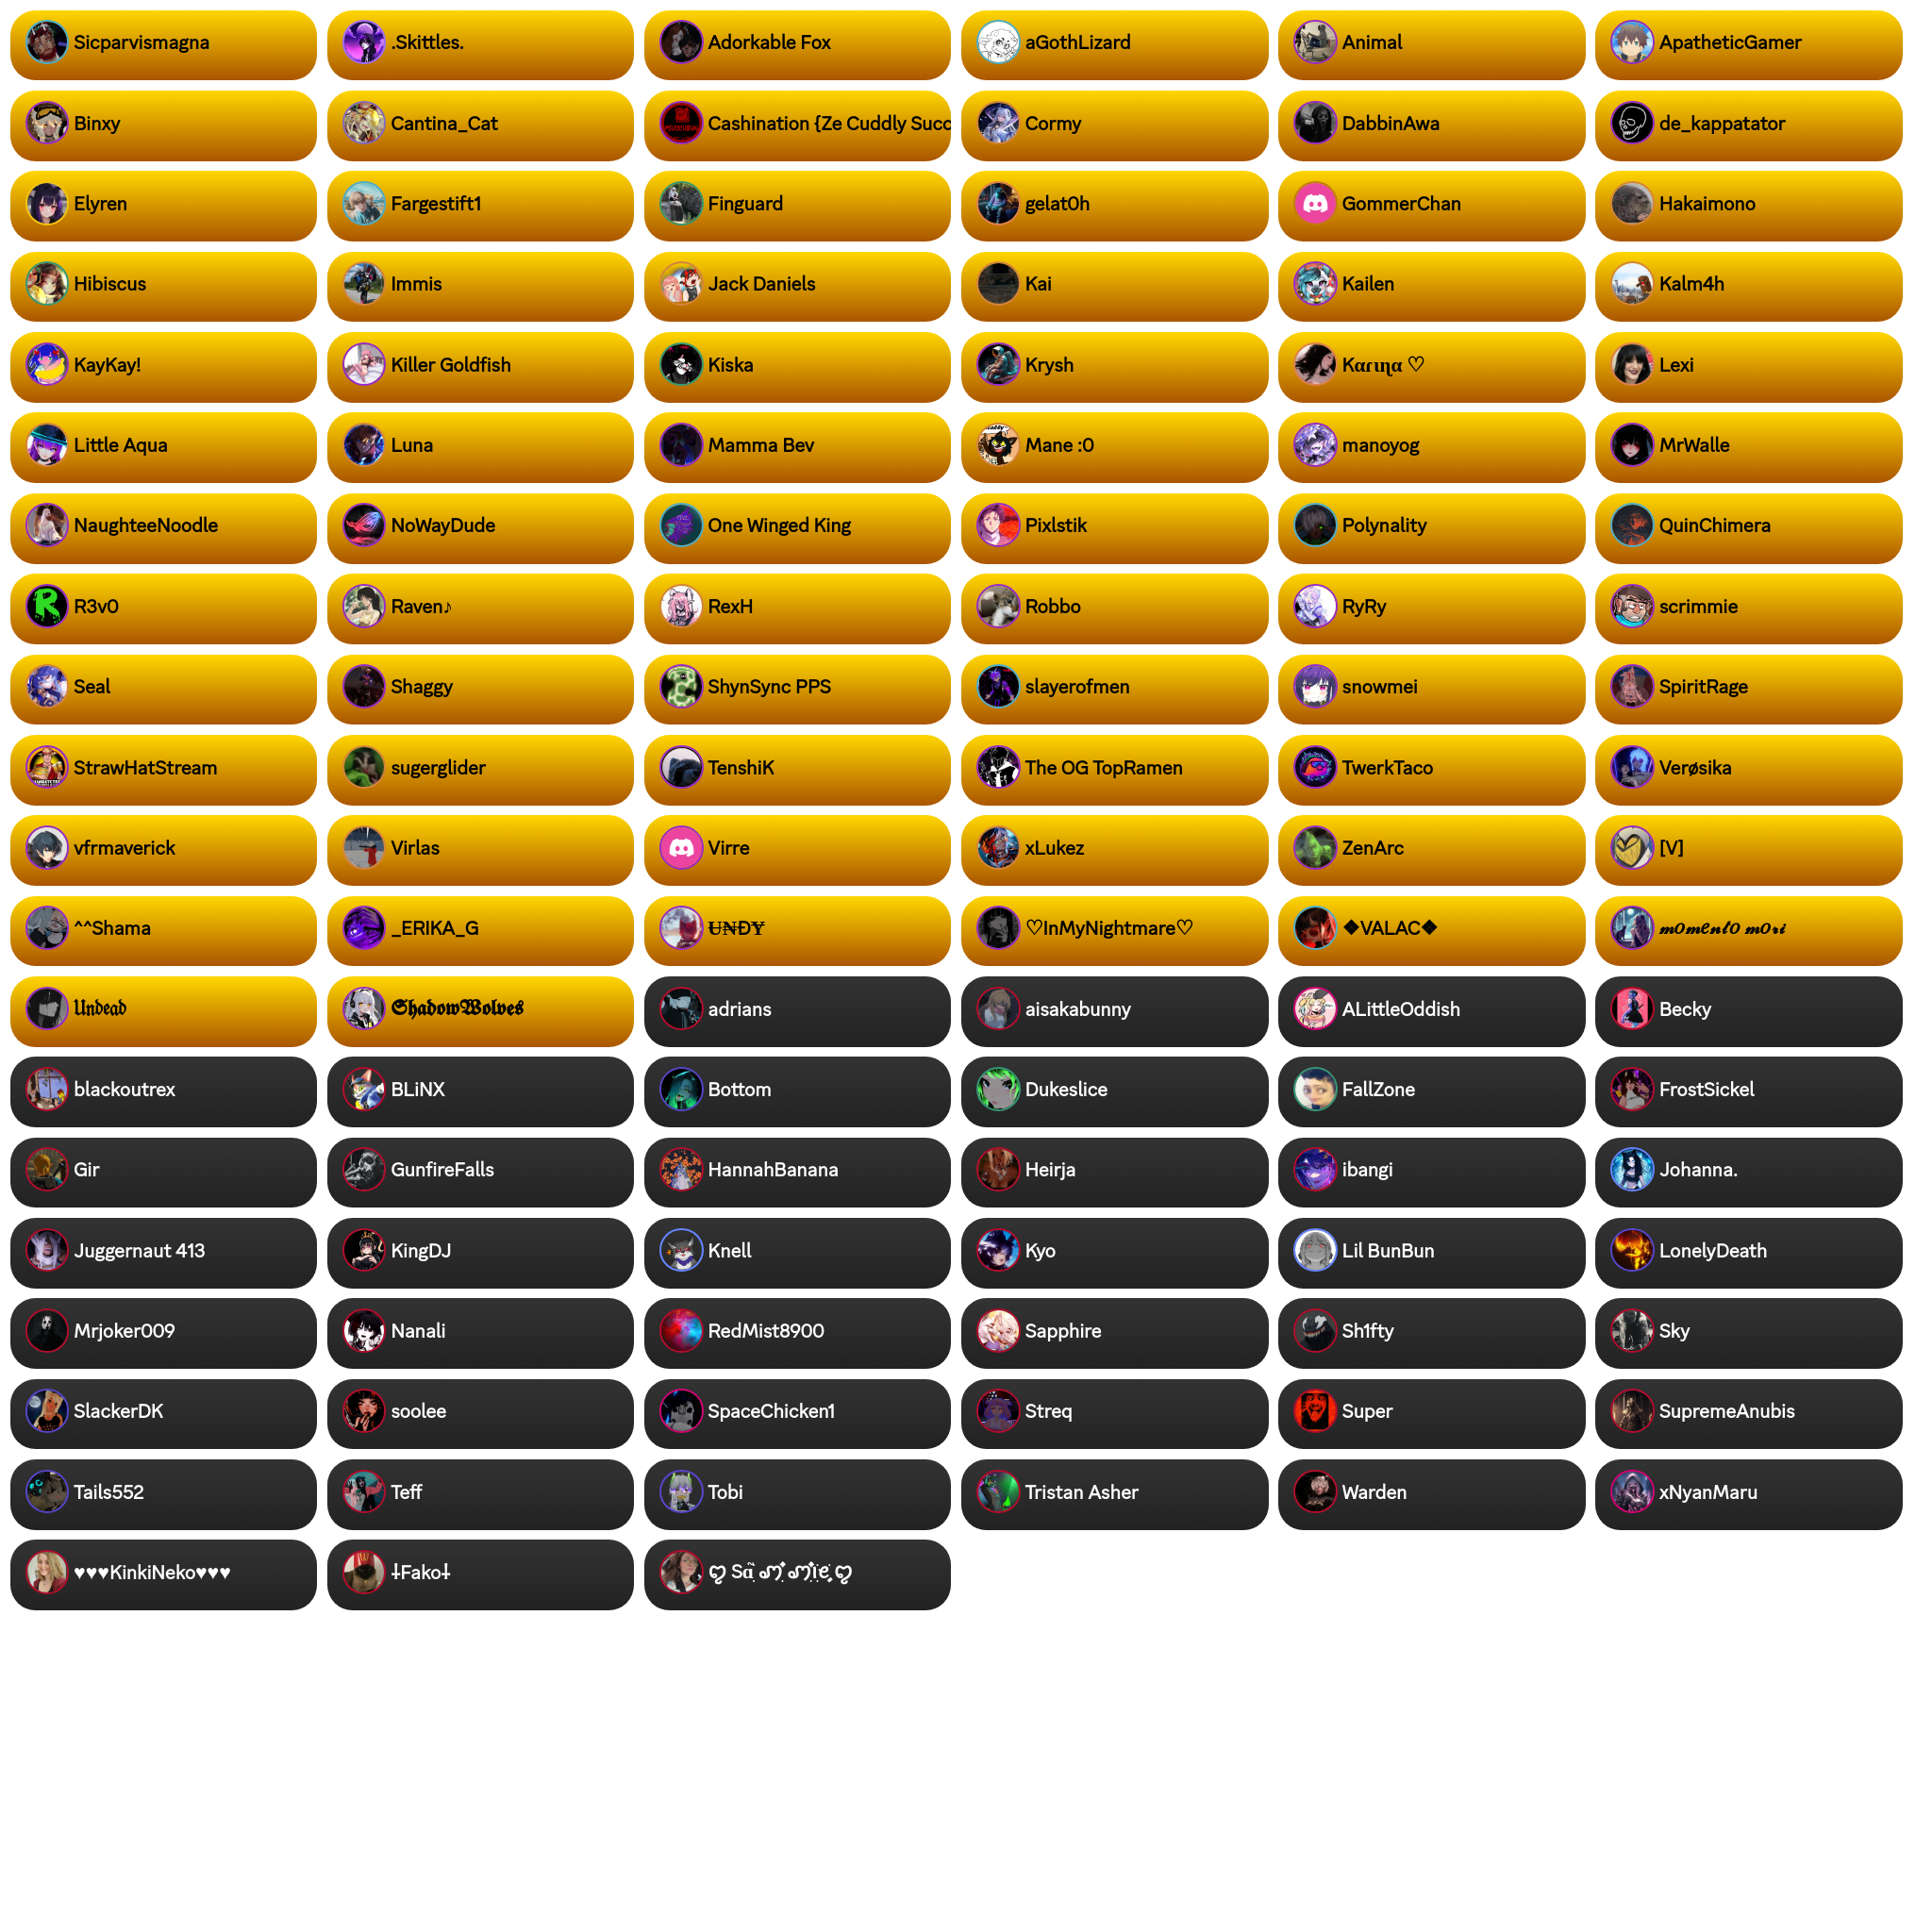 Sicparvismagna
.Skittles.
Adorkable Fox
aGothLizard
Animal
ApatheticGamer
Binxy
Cantina_Cat
Cashination {Ze Cuddly Succ
Cormy
DabbinAwa
de_kappatator
Elyren
Fargestift1
Finguard
gelat0h
GommerChan
Hakaimono
Hibiscus
Immis
Jack Daniels
Kai
Kailen
Kalm4h
KayKay!
Killer Goldfish
Kiska
Krysh
Kαɾιɳα ♡
Lexi
Little Aqua
Luna
Mamma Bev
Mane :0
manoyog
MrWalle
NaughteeNoodle
NoWayDude
One Winged King
Pixlstik
Polynality
QuinChimera
R3v0
Raven♪
RexH
Robbo
RyRy
scrimmie
Seal
Shaggy
ShynSync PPS
slayerofmen
snowmei
SpiritRage
StrawHatStream
sugerglider
TenshiK
The OG TopRamen
TwerkTaco
Verøsika
vfrmaverick
Virlas
Virre
xLukez
ZenArc
[V]
^^Shama
_ERIKA_G
U̶₦ĐɎ
♡InMyNightmare♡
❖VALAC❖
𝓶𝓸𝓶𝓮𝓷𝓽𝓸 𝓶𝓸𝓻𝓲
𝔘𝔫𝔡𝔢𝔞𝔡
𝕾𝖍𝖆𝖉𝖔𝖜𝖂𝖔𝖑𝖛𝖊𝖘
adrians
aisakabunny
ALittleOddish
Becky
blackoutrex
BLiNX
Bottom
Dukeslice
FallZone
FrostSickel
Gir
GunfireFalls
HannahBanana
Heirja
ibangi
Johanna.
Juggernaut 413
KingDJ
Knell
Kyo
Lil BunBun
LonelyDeath
Mrjoker009
Nanali
RedMist8900
Sapphire
Sh1fty
Sky
SlackerDK
soolee
SpaceChicken1
Streq
Super
SupremeAnubis
Tails552
Teff
Tobi
Tristan Asher
Warden
xNyanMaru
♥♥♥KinkiNeko♥♥♥
⸸Fako⸸